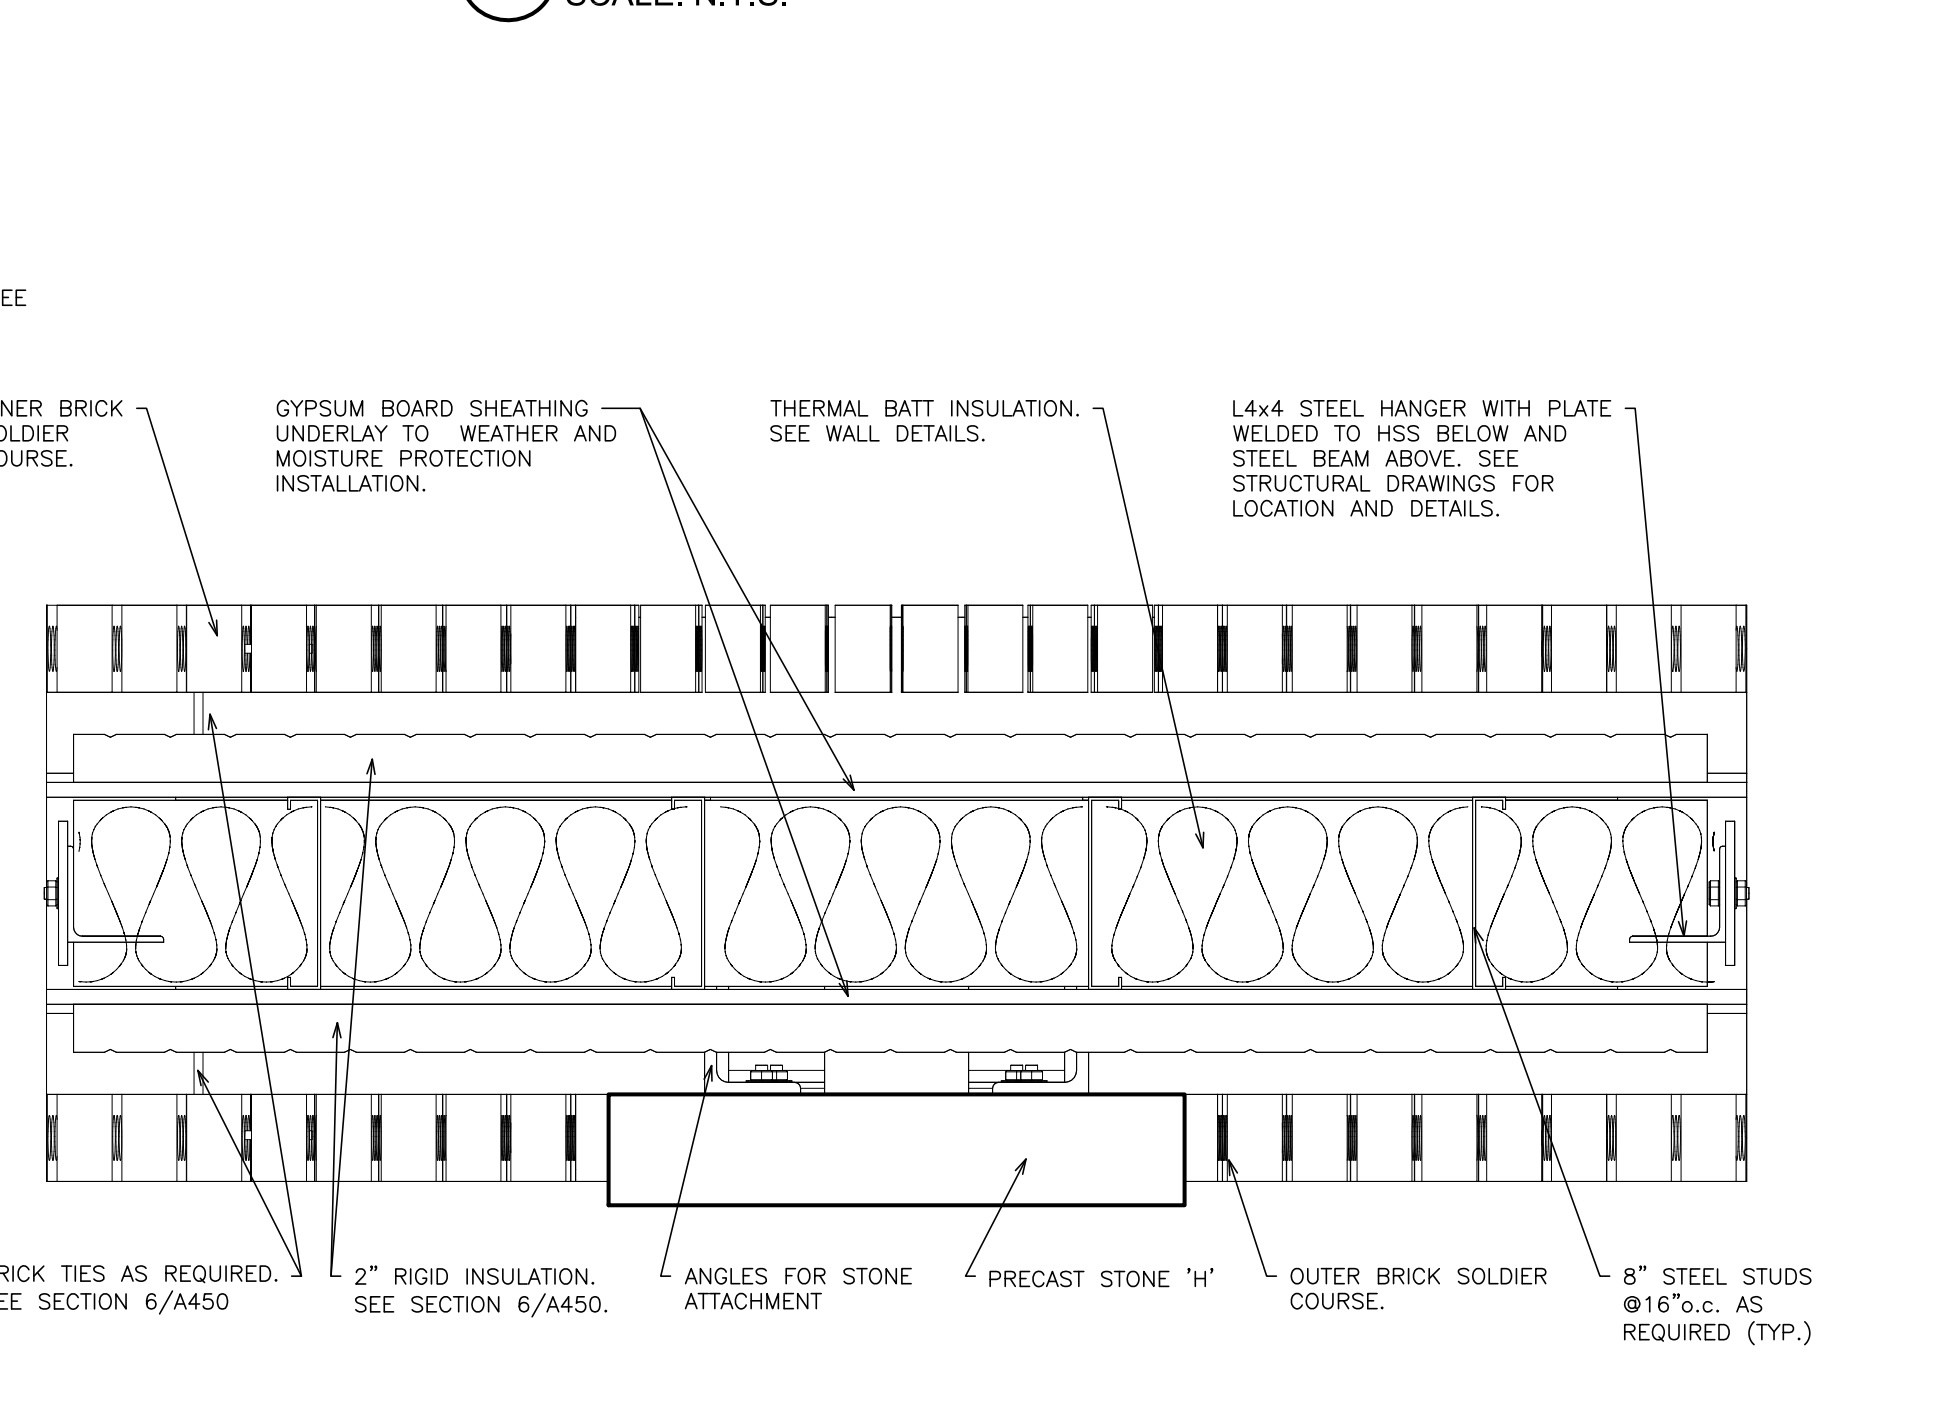 SCALE: N.T.S.
EE
NER BRICK
OLDIER
OURSE.
GYPSUM BOARD SHEATHING
UNDERLAY TO WEATHER AND
MOISTURE PROTECTION
INSTALLATION.
THERMAL BATT INSULATION.
SEE WALL DETAILS.
L4x4 STEEL HANGER WITH PLATE
WELDED TO HSS BELOW AND
STEEL BEAM ABOVE. SEE
STRUCTURAL DRAWINGS FOR
LOCATION AND DETAILS.
RICK TIES AS REQUIRED.
EE SECTION 6/A450
2" RIGID INSULATION.
SEE SECTION 6/A450.
ANGLES FOR STONE
ATTACHMENT
PRECAST STONE 'H'
OUTER BRICK SOLDIER
COURSE.
8" STEEL STUDS
@16"o.c. AS
REQUIRED (TYP.)